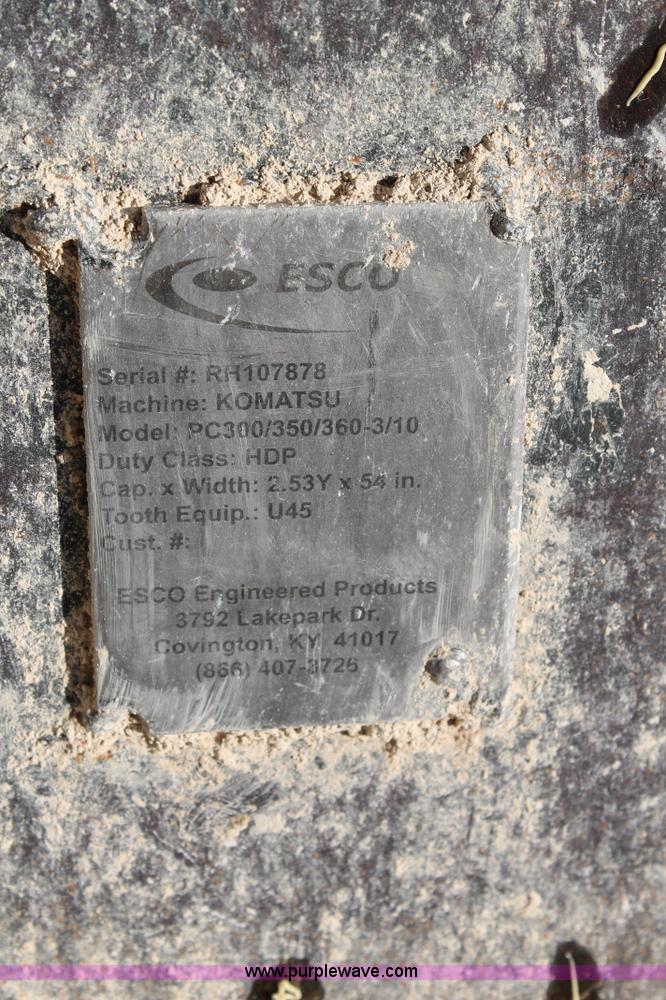 ESCO
Serial #: RH107878
Machine: KOMATSU
Model: PC300/350/360-3/10
Duty Class: HDP
Cap. x Width: 2.53Y x 54 in.
Tooth Equip.: U45
Cust. #:
ESCO Engineered Products
3792 Lakepark Dr.
Covington, KY 41017
(866) 407-3726
www.purplewave.com